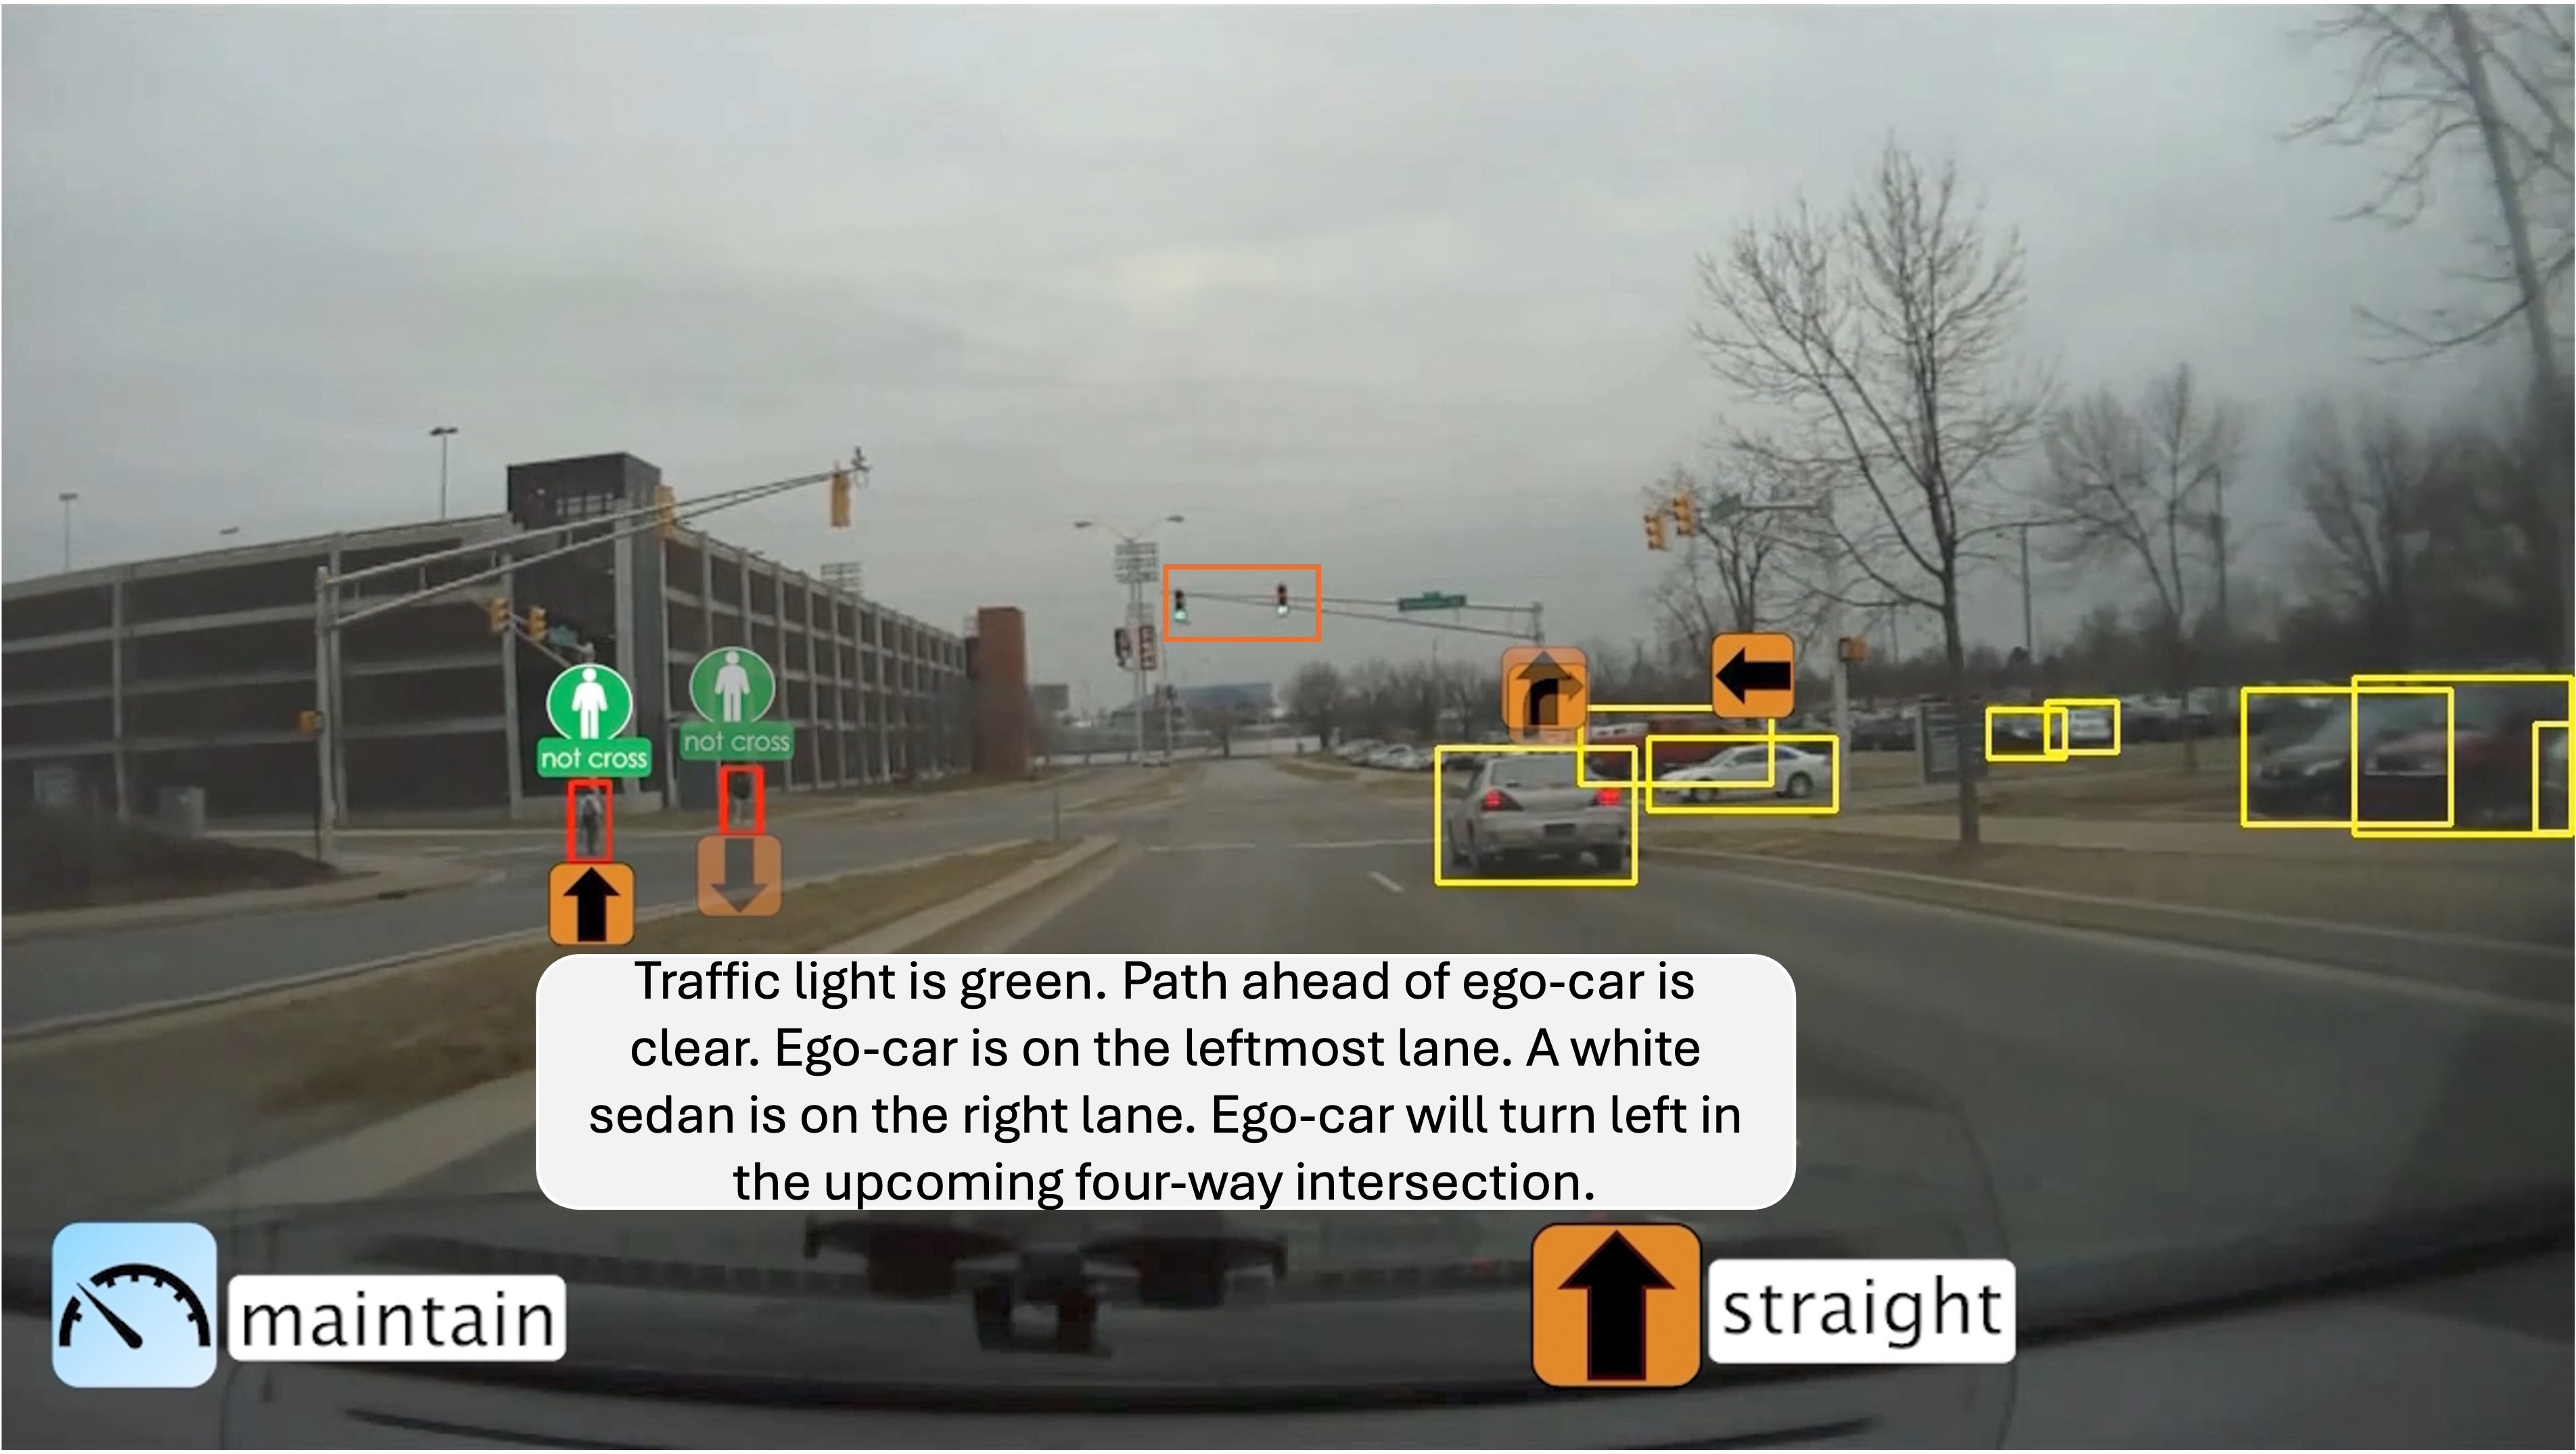 not cross
not cross
Traffic light is green. Path ahead of ego-car is
clear. Ego-car is on the leftmost lane. A white
sedan is on the right lane. Ego-car will turn left in
the upcoming four-way intersection.
maintain
straight